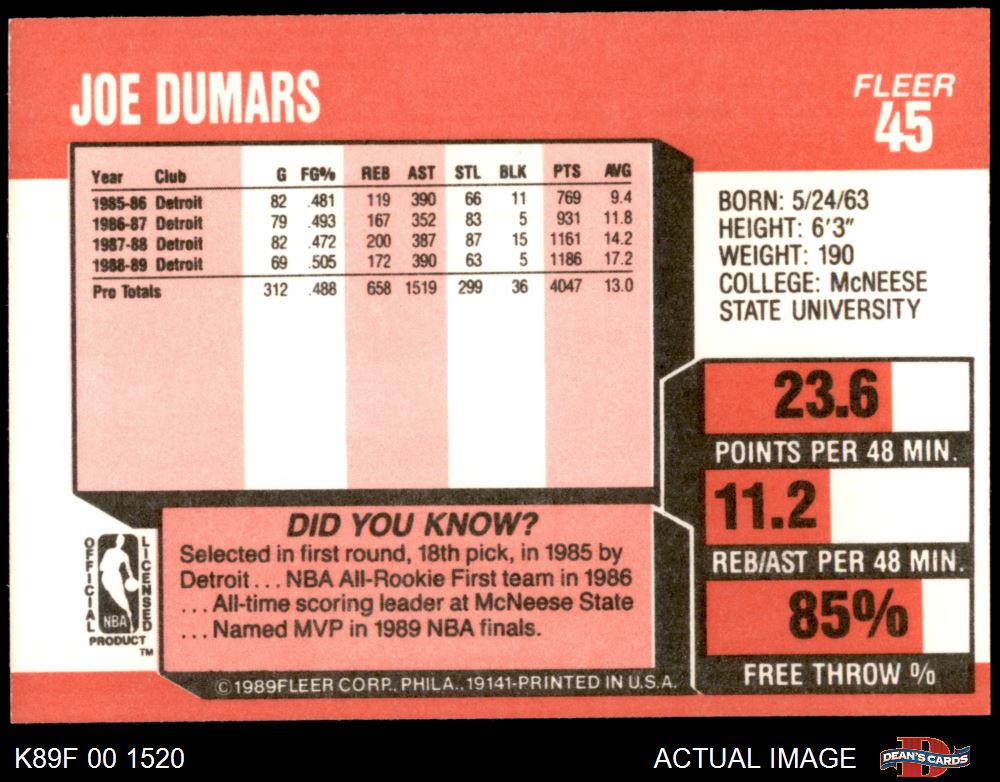 JOE DUMARS
FLEER
45
Year Club G FG% REB AST STL BLK PTS AVG
1985-86 Detroit 82 .481 119 390 66 11 769 9.4
1986-87 Detroit 79 .493 167 352 83 5 931 11.8
1987-88 Detroit 82 .472 200 387 87 15 1161 14.2
1988-89 Detroit 69 .505 172 390 63 5 1186 17.2
Pro Totals 312 .488 658 1519 299 36 4047 13.0
BORN: 5/24/63
HEIGHT: 6'3"
WEIGHT: 190
COLLEGE: McNEESE
STATE UNIVERSITY
23.6
POINTS PER 48 MIN.
11.2
REB/AST PER 48 MIN.
85%
FREE THROW %
DID YOU KNOW?
Selected in first round, 18th pick, in 1985 by
Detroit . . . NBA All-Rookie First team in 1986
. . . All-time scoring leader at McNeese State
. . . Named MVP in 1989 NBA finals.
OFFICIAL
LICENSED
NBA
PRODUCT
TM
©1989 FLEER CORP., PHILA., 19141-PRINTED IN U.S.A.
K89F 00 1520
ACTUAL IMAGE
DEAN'S CARDS